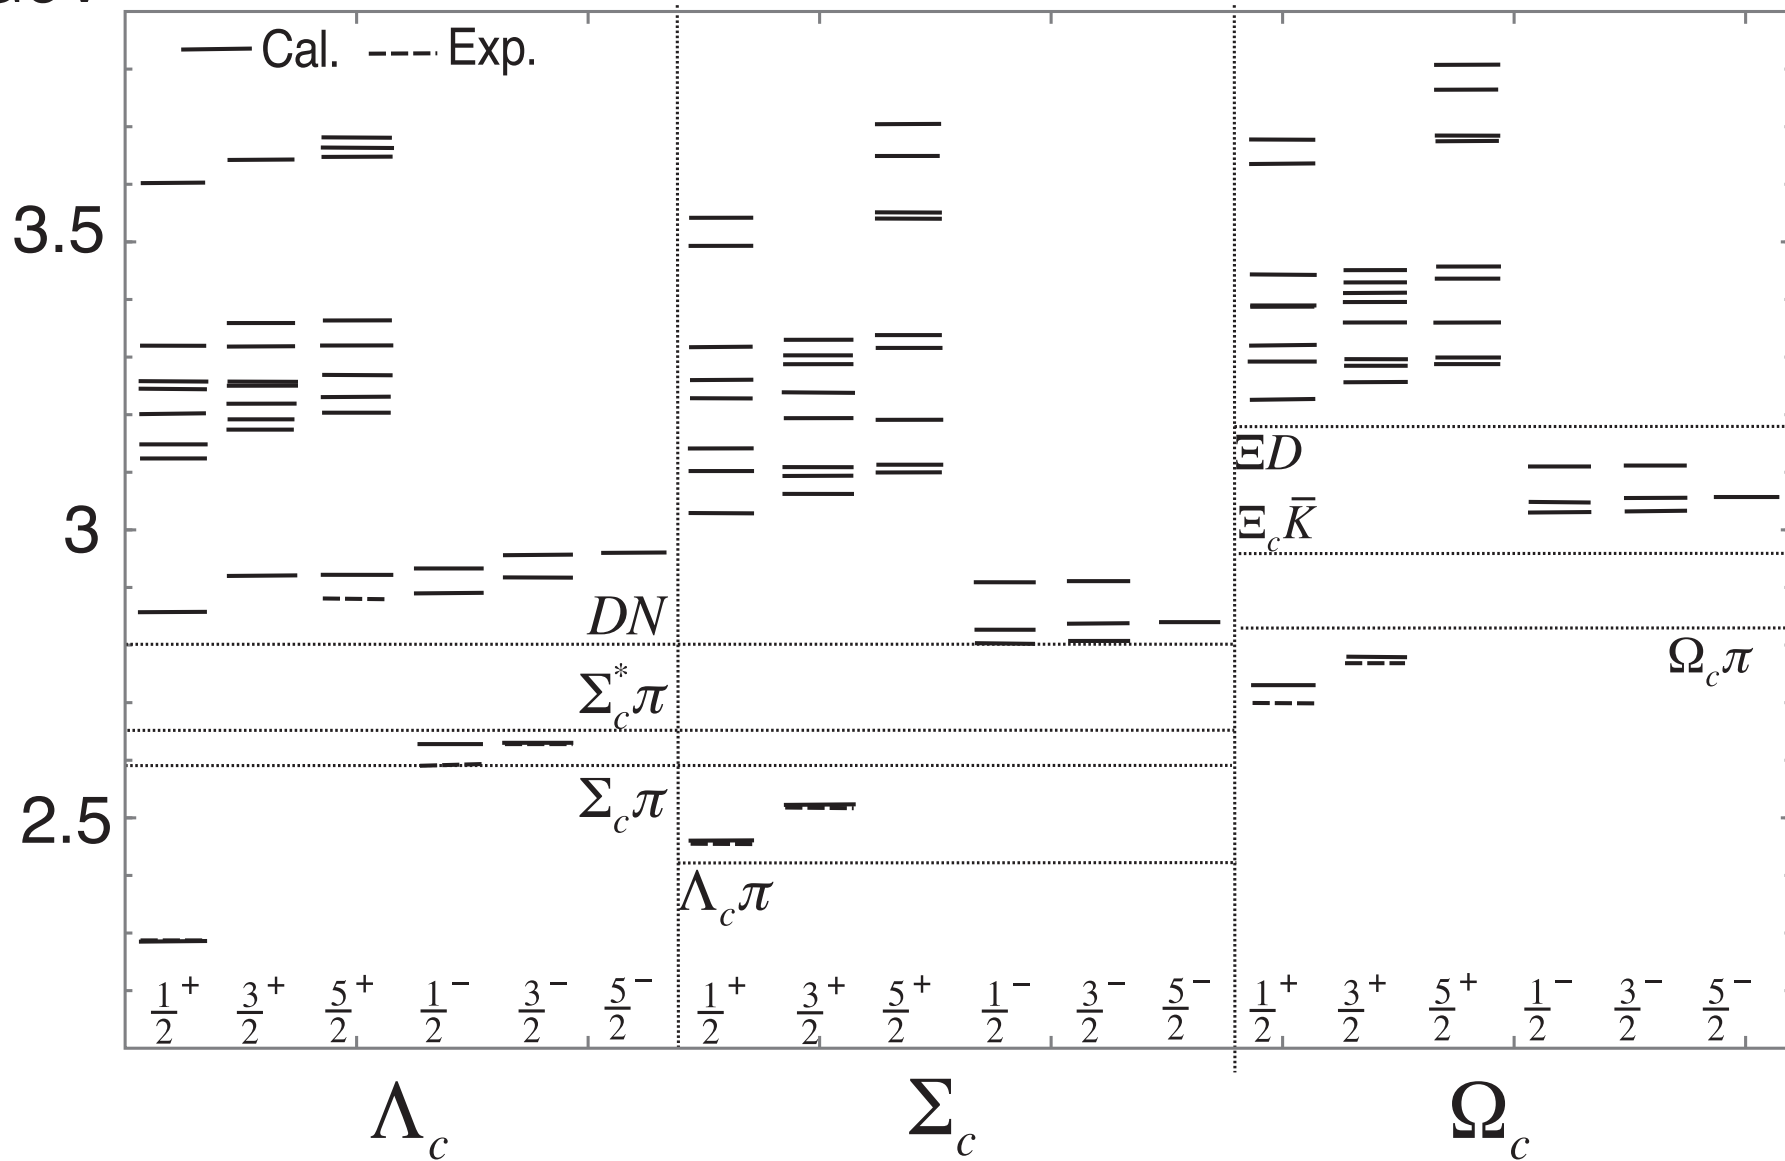 Cal. Exp.
3.5
3
2.5
DN
Σ*cπ
Σcπ
Λcπ
ΞD
ΞcK̄
Ωcπ
1/2+ 3/2+ 5/2+ 1/2− 3/2− 5/2− 1/2+ 3/2+ 5/2+ 1/2− 3/2− 5/2− 1/2+ 3/2+ 5/2+ 1/2− 3/2− 5/2−
Λc Σc Ωc